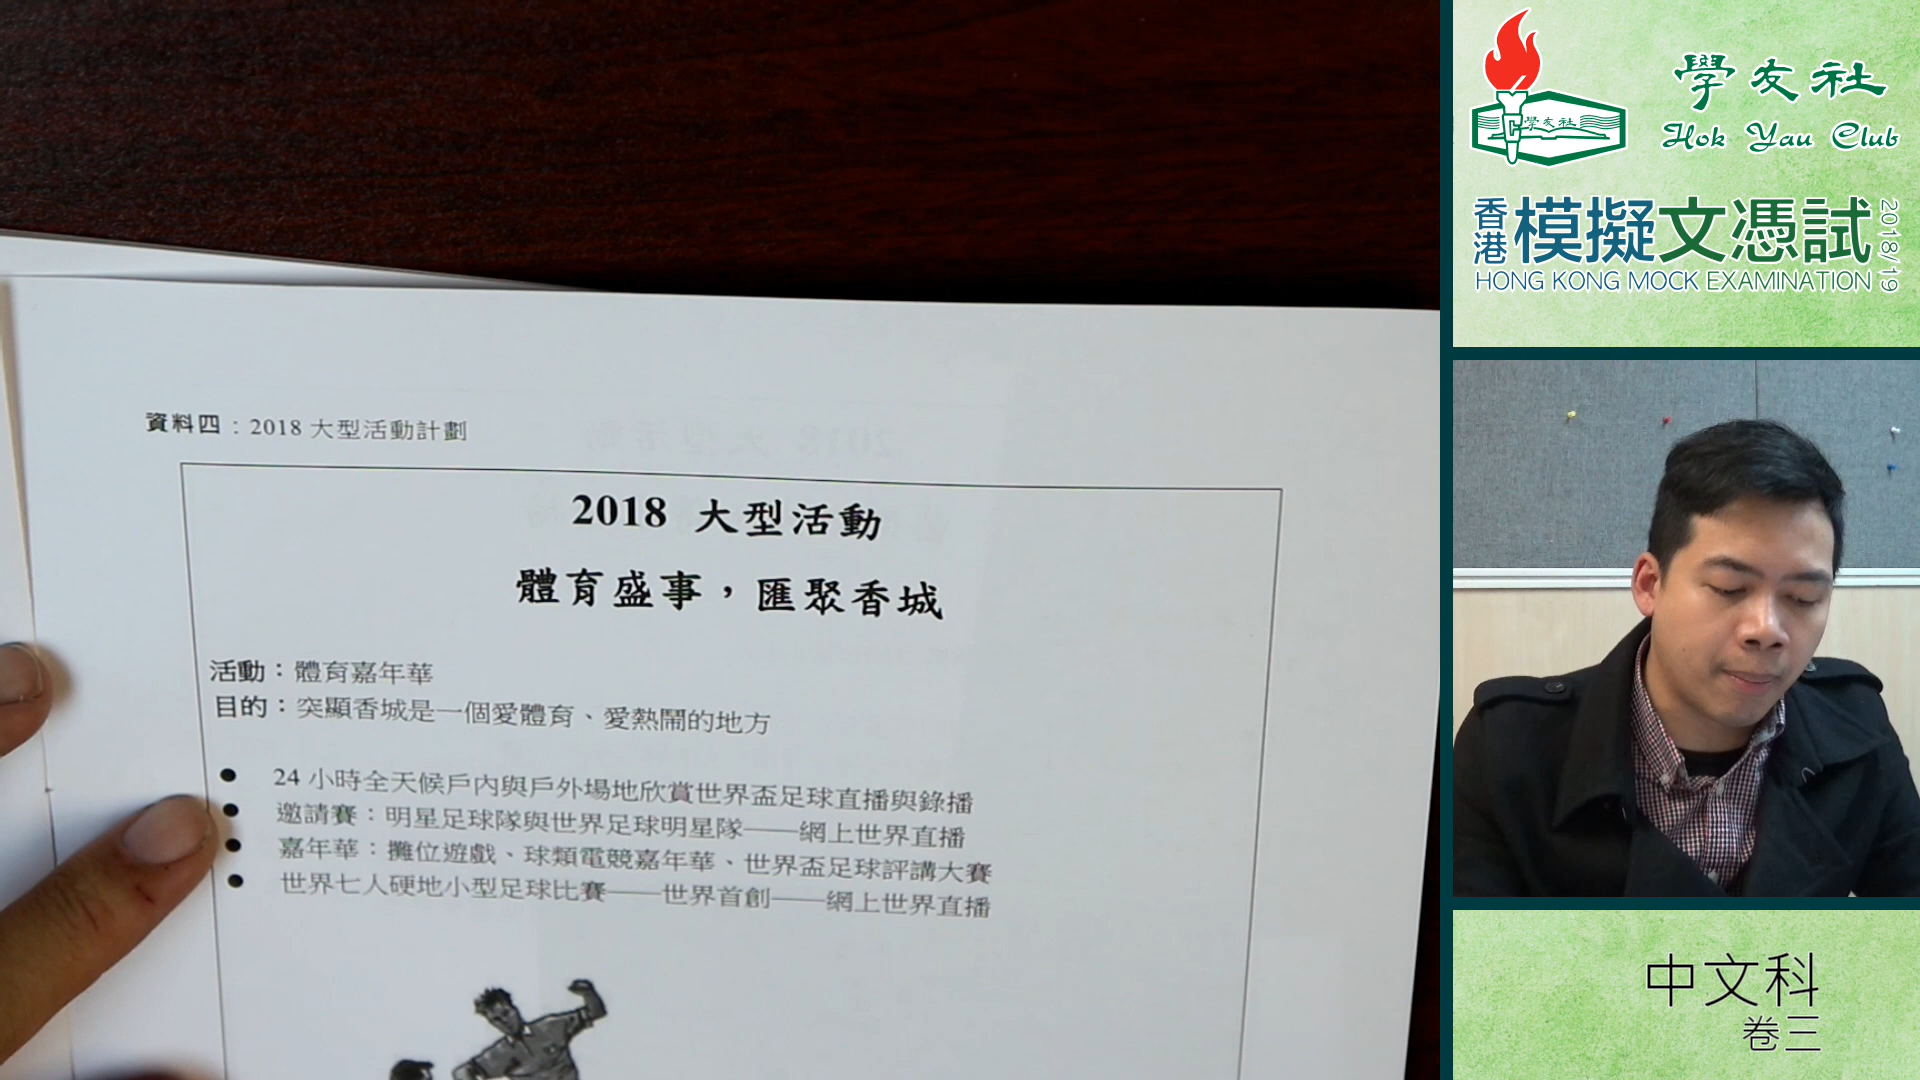 資料四：2018 大型活動計劃
2018 大型活動
體育盛事，匯聚香城
活動：體育嘉年華
目的：突顯香城是一個愛體育、愛熱鬧的地方
● 24 小時全天候戶內與戶外場地欣賞世界盃足球直播與錄播
● 邀請賽：明星足球隊與世界足球明星隊——網上世界直播
● 嘉年華：攤位遊戲、球類電競嘉年華、世界盃足球評講大賽
● 世界七人硬地小型足球比賽——世界首創——網上世界直播
學友社
學友社
Hok Yau Club
香港模擬文憑試 2018/19
HONG KONG MOCK EXAMINATION
中文科
卷三